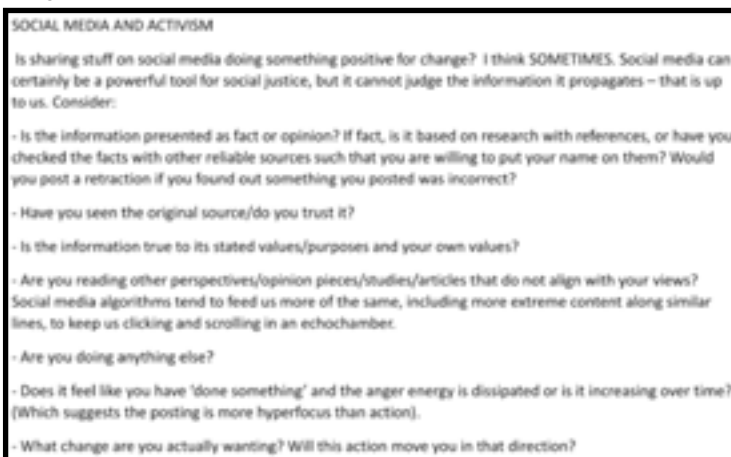 SOCIAL MEDIA AND ACTIVISM
Is sharing stuff on social media doing something positive for change? I think SOMETIMES. Social media can
certainly be a powerful tool for social justice, but it cannot judge the information it propagates – that is up
to us. Consider:
- Is the information presented as fact or opinion? If fact, is it based on research with references, or have you
checked the facts with other reliable sources such that you are willing to put your name on them? Would
you post a retraction if you found out something you posted was incorrect?
- Have you seen the original source/do you trust it?
- Is the information true to its stated values/purposes and your own values?
- Are you reading other perspectives/opinion pieces/studies/articles that do not align with your views?
Social media algorithms tend to feed us more of the same, including more extreme content along similar
lines, to keep us clicking and scrolling in an echochamber.
- Are you doing anything else?
- Does it feel like you have 'done something' and the anger energy is dissipated or is it increasing over time?
(Which suggests the posting is more hyperfocus than action).
- What change are you actually wanting? Will this action move you in that direction?